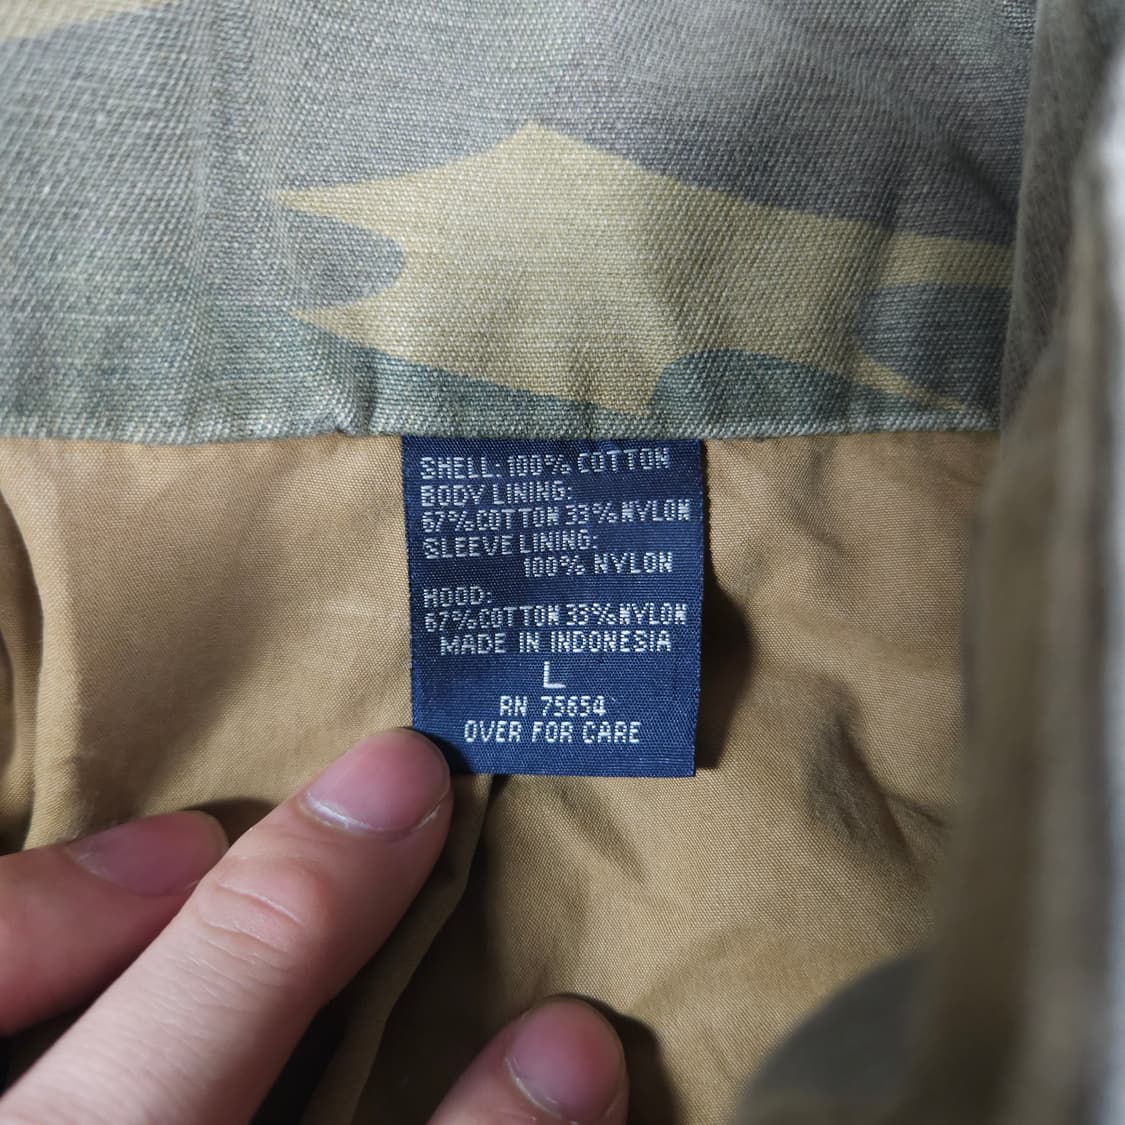 SHELL: 100% COTTON
BODY LINING:
67% COTTON 33% NYLON
SLEEVE LINING:
100% NYLON
HOOD:
67% COTTON 33% NYLON
MADE IN INDONESIA
L
RN 75654
OVER FOR CARE